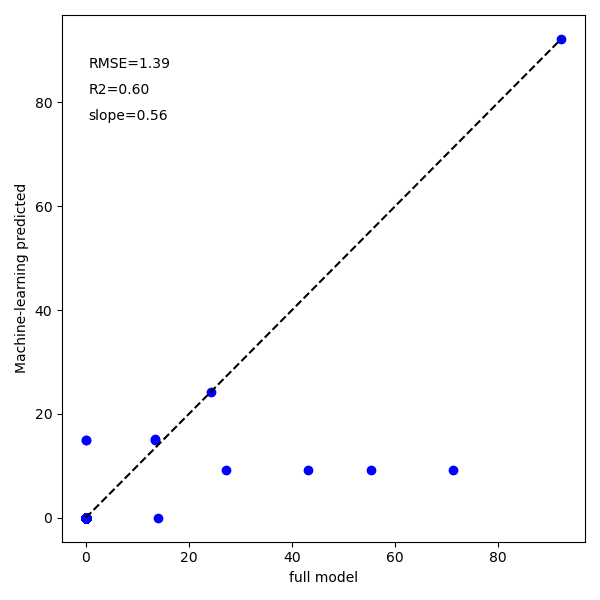 RMSE=1.39
R2=0.60
slope=0.56
80
60
40
20
0
Machine-learning predicted
0 20 40 60 80
full model